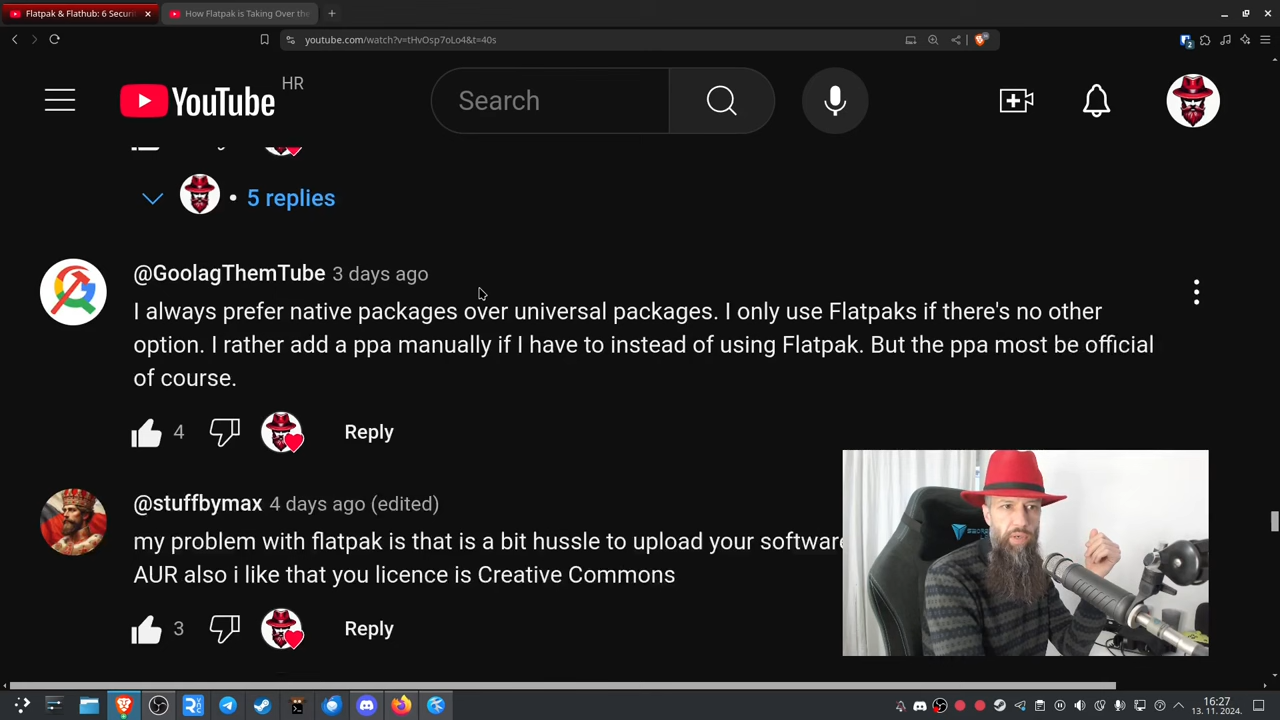 Flatpak & Flathub: 6 Securi
How Flatpak is Taking Over the
youtube.com/watch?v=tHvOsp7oLo4&t=40s
2
YouTube
HR
Search
• 5 replies
@GoolagThemTube 3 days ago
I always prefer native packages over universal packages. I only use Flatpaks if there's no other
option. I rather add a ppa manually if I have to instead of using Flatpak. But the ppa most be official
of course.
4
Reply
@stuffbymax 4 days ago (edited)
my problem with flatpak is that is a bit hussle to upload your software
AUR also i like that you licence is Creative Commons
3
Reply
16:27
13. 11. 2024.